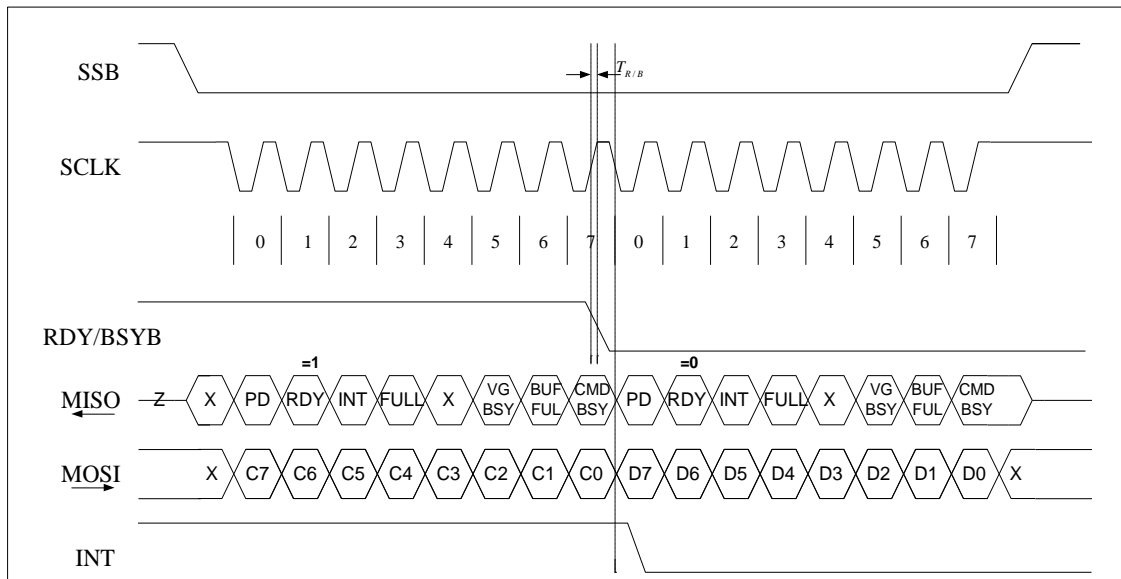 SSB
T R/B
SCLK
0 1 2 3 4 5 6 7 0 1 2 3 4 5 6 7
RDY/BSYB
=1 =0
MISO Z X PD RDY INT FULL X VG BSY BUF FUL CMD BSY PD RDY INT FULL X VG BSY BUF FUL CMD BSY
MOSI X C7 C6 C5 C4 C3 C2 C1 C0 D7 D6 D5 D4 D3 D2 D1 D0 X
INT